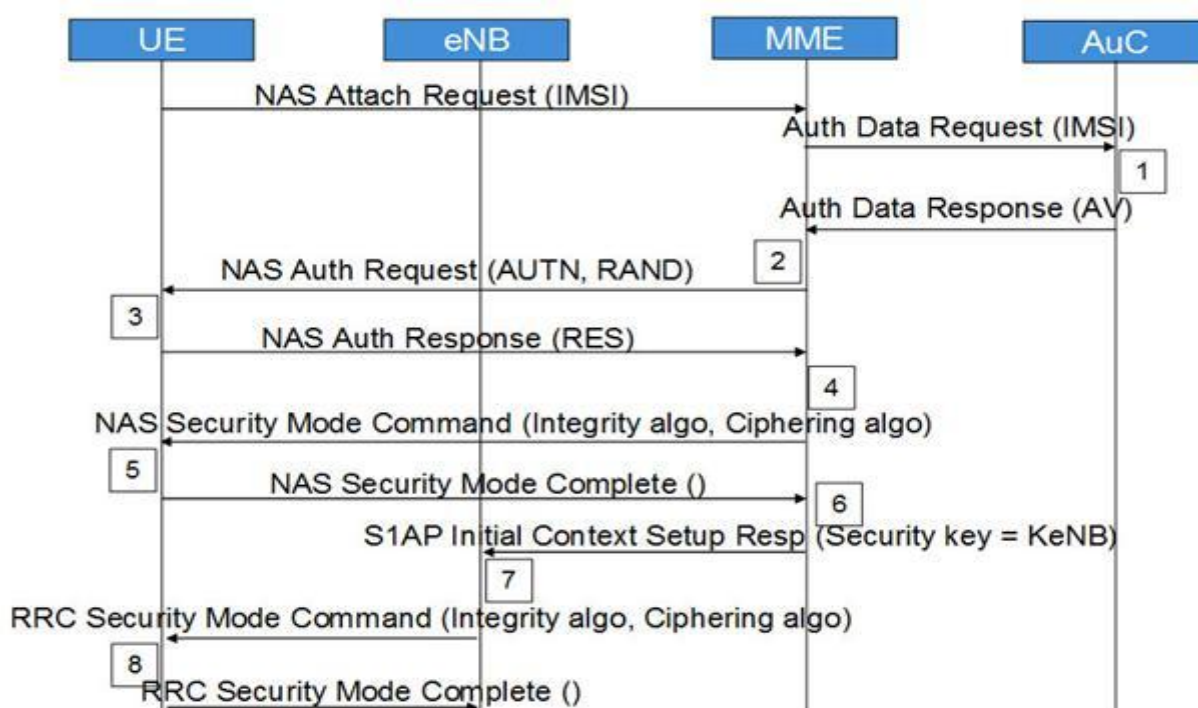 UE eNB MME AuC
NAS Attach Request (IMSI)
Auth Data Request (IMSI)
1
Auth Data Response (AV)
2
NAS Auth Request (AUTN, RAND)
3
NAS Auth Response (RES)
4
NAS Security Mode Command (Integrity algo, Ciphering algo)
5
NAS Security Mode Complete ()
6
S1AP Initial Context Setup Resp (Security key = KeNB)
7
RRC Security Mode Command (Integrity algo, Ciphering algo)
8
RRC Security Mode Complete ()